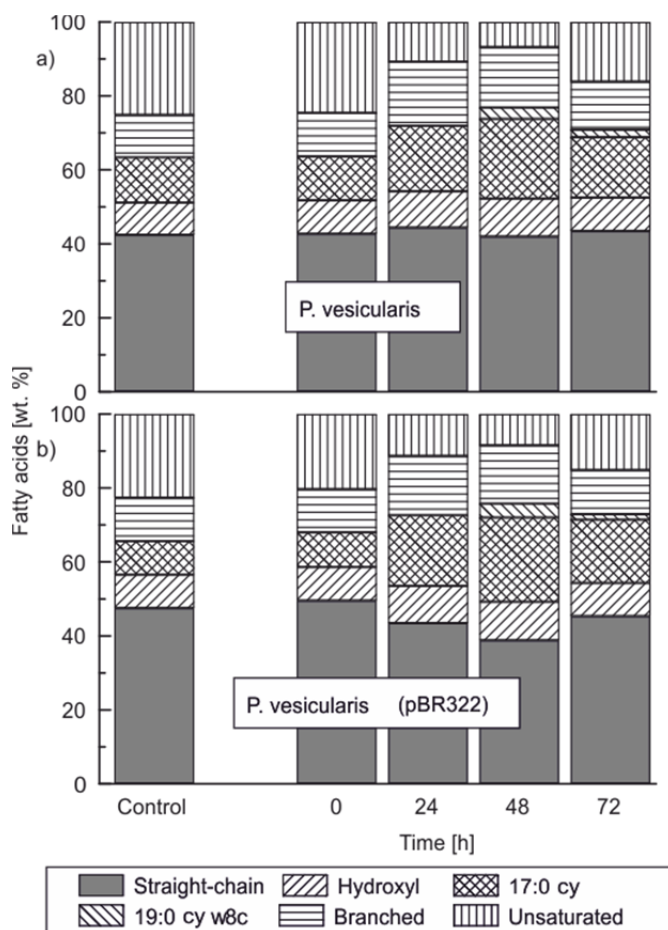 a)
100
80
60
40
20
0
P. vesicularis
Fatty acids [wt. %]
b)
100
80
60
40
20
0
P. vesicularis (pBR322)
Control 0 24 48 72
Time [h]
Straight-chain Hydroxyl 17:0 cy
19:0 cy w8c Branched Unsaturated